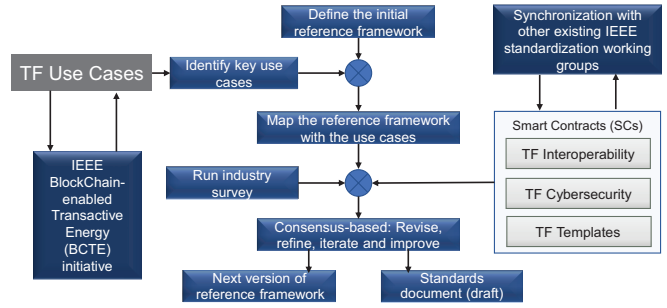 Define the initial
reference framework
Synchronization with
other existing IEEE
standardization working
groups
TF Use Cases
Identify key use
cases
Map the reference framework
with the use cases
Smart Contracts (SCs)
TF Interoperability
TF Cybersecurity
TF Templates
IEEE
BlockChain-
enabled
Transactive
Energy
(BCTE)
initiative
Run industry
survey
Consensus-based: Revise,
refine, iterate and improve
Next version of
reference framework
Standards
document (draft)